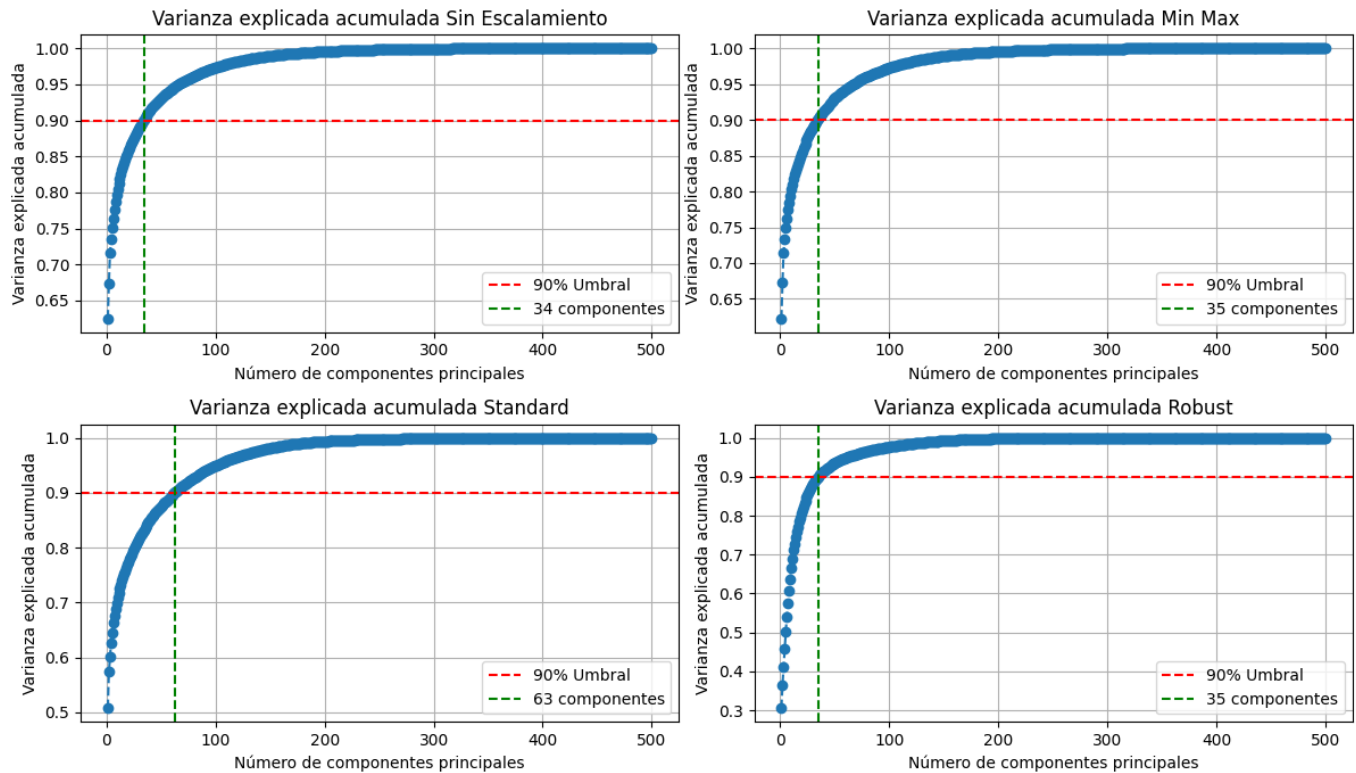 Varianza explicada acumulada Sin Escalamiento
Varianza explicada acumulada
1.00
0.95
0.90
0.85
0.80
0.75
0.70
0.65
90% Umbral
34 componentes
0 100 200 300 400 500
Número de componentes principales
Varianza explicada acumulada Min Max
Varianza explicada acumulada
1.00
0.95
0.90
0.85
0.80
0.75
0.70
0.65
90% Umbral
35 componentes
0 100 200 300 400 500
Número de componentes principales
Varianza explicada acumulada Standard
Varianza explicada acumulada
1.0
0.9
0.8
0.7
0.6
0.5
90% Umbral
63 componentes
0 100 200 300 400 500
Número de componentes principales
Varianza explicada acumulada Robust
Varianza explicada acumulada
1.0
0.9
0.8
0.7
0.6
0.5
0.4
0.3
90% Umbral
35 componentes
0 100 200 300 400 500
Número de componentes principales